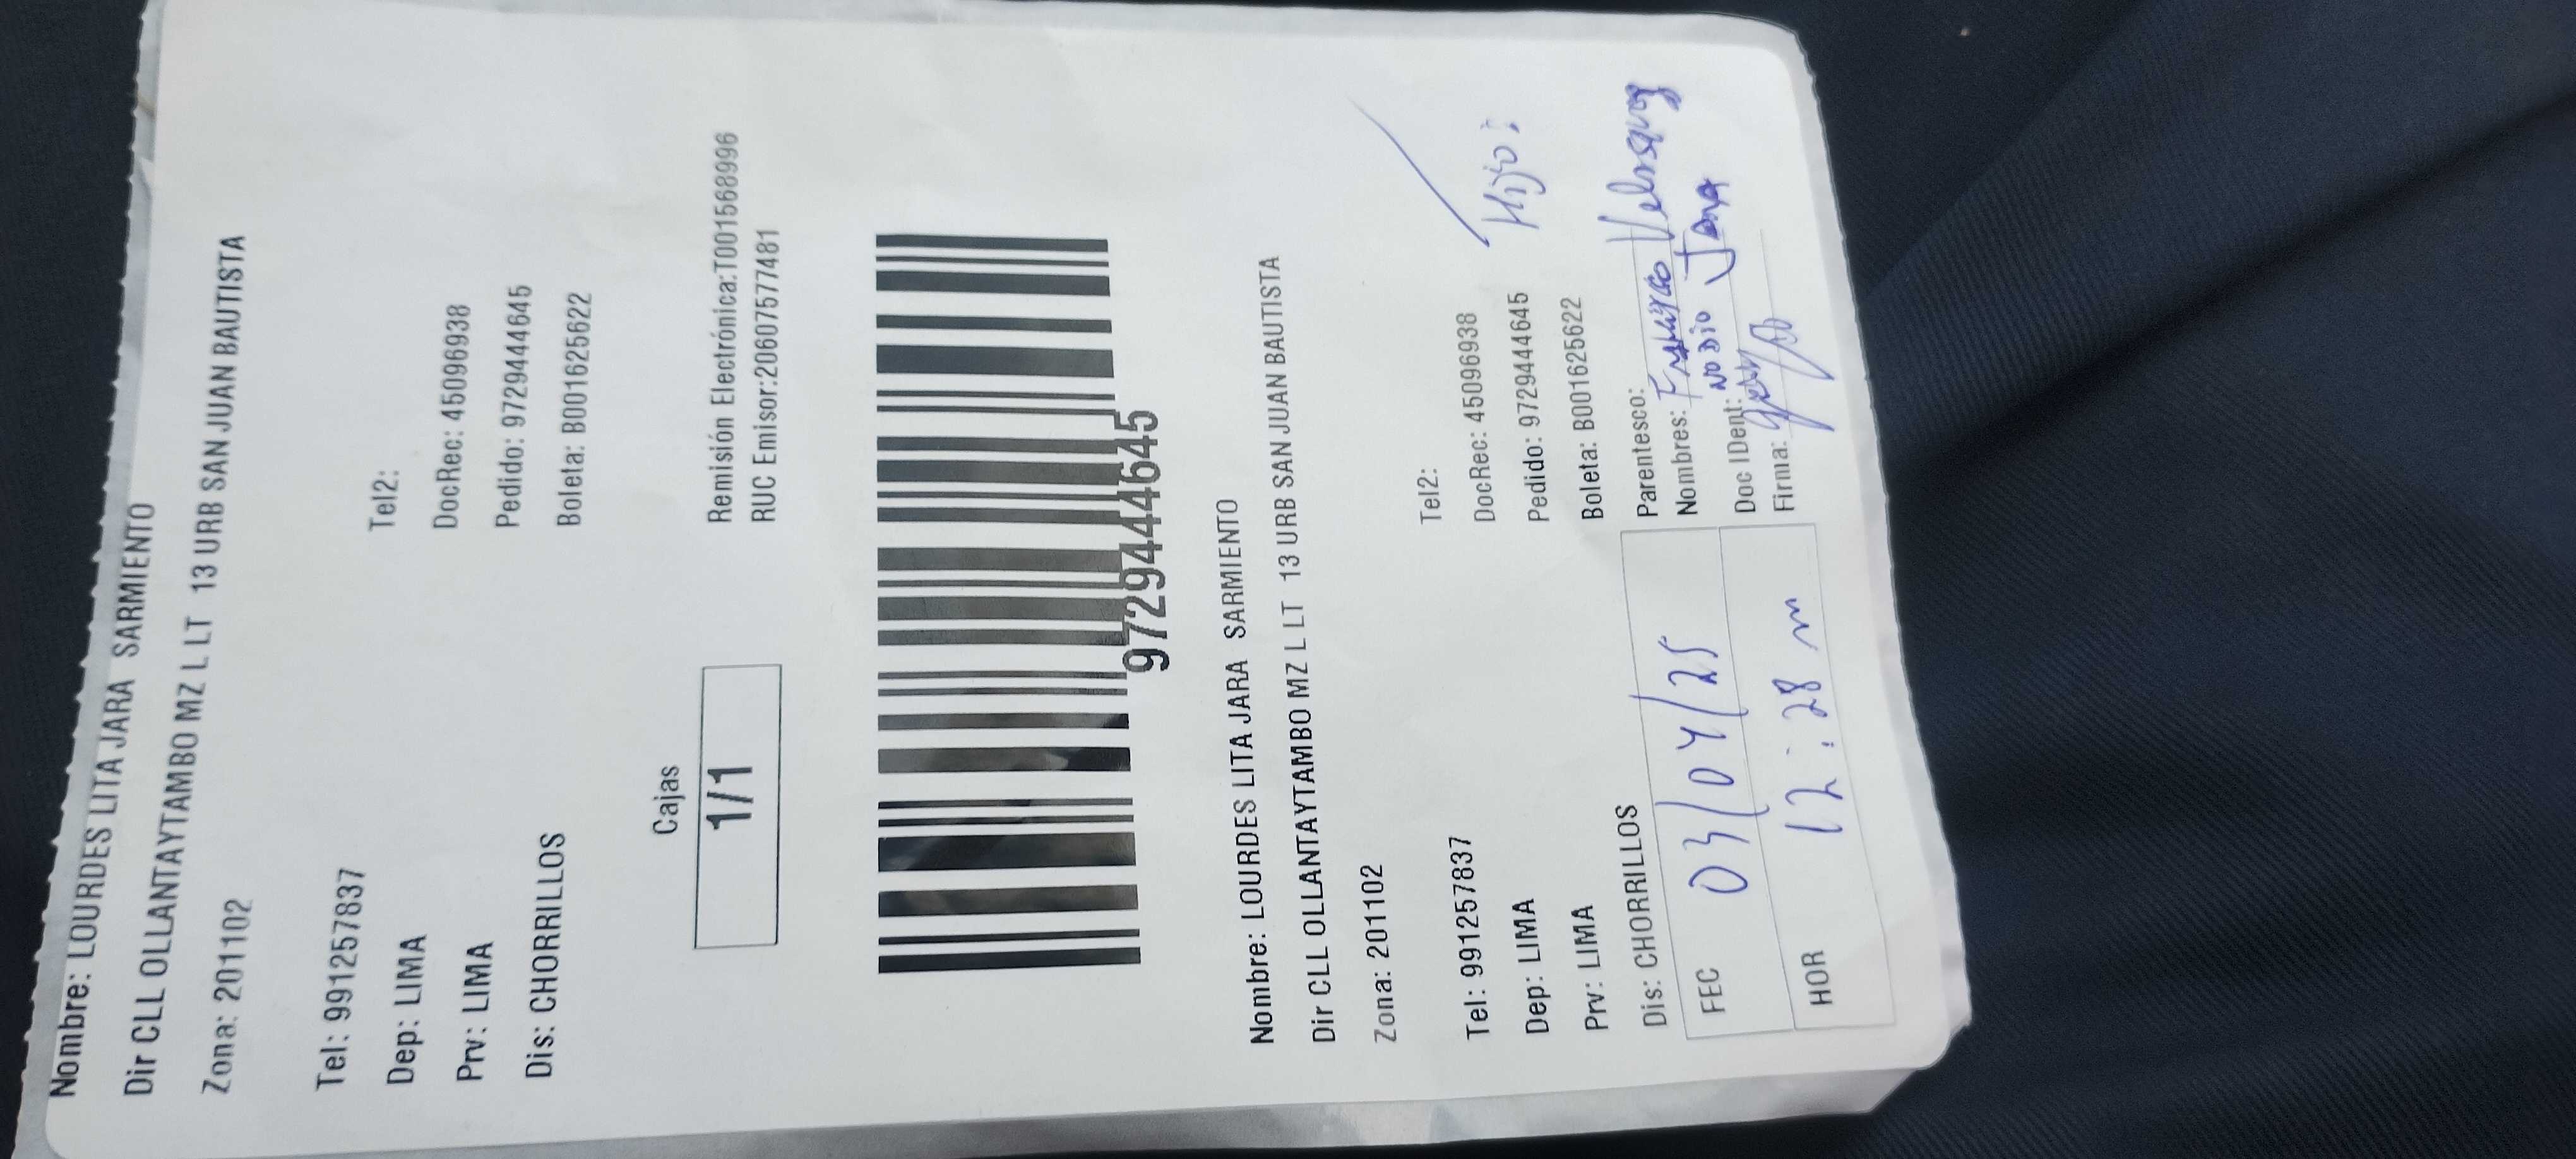 Nombre: LOURDES LITA JARA SARMIENTO
Dir CLL OLLANTAYTAMBO MZ L LT 13 URB SAN JUAN BAUTISTA
Zona: 201102
Tel: 991257837
Tel2:
Dep: LIMA
DocRec: 45096938
Prv: LIMA
Pedido: 9729444645
Dis: CHORRILLOS
Boleta: B001625622
Cajas
1/1
Remisión Electrónica:T001568996
RUC Emisor:20607577481
9729444645
Nombre: LOURDES LITA JARA SARMIENTO
Dir CLL OLLANTAYTAMBO MZ L LT 13 URB SAN JUAN BAUTISTA
Zona: 201102
Tel: 991257837
Tel2:
Dep: LIMA
DocRec: 45096938
Hijo:
Prv: LIMA
Pedido: 9729444645
Dis: CHORRILLOS
Boleta: B001625622
FEC 03/04/25
Parentesco:
Nombres:
Jara
HOR 12:28 m
Doc IDent: NO DIO
Firma: